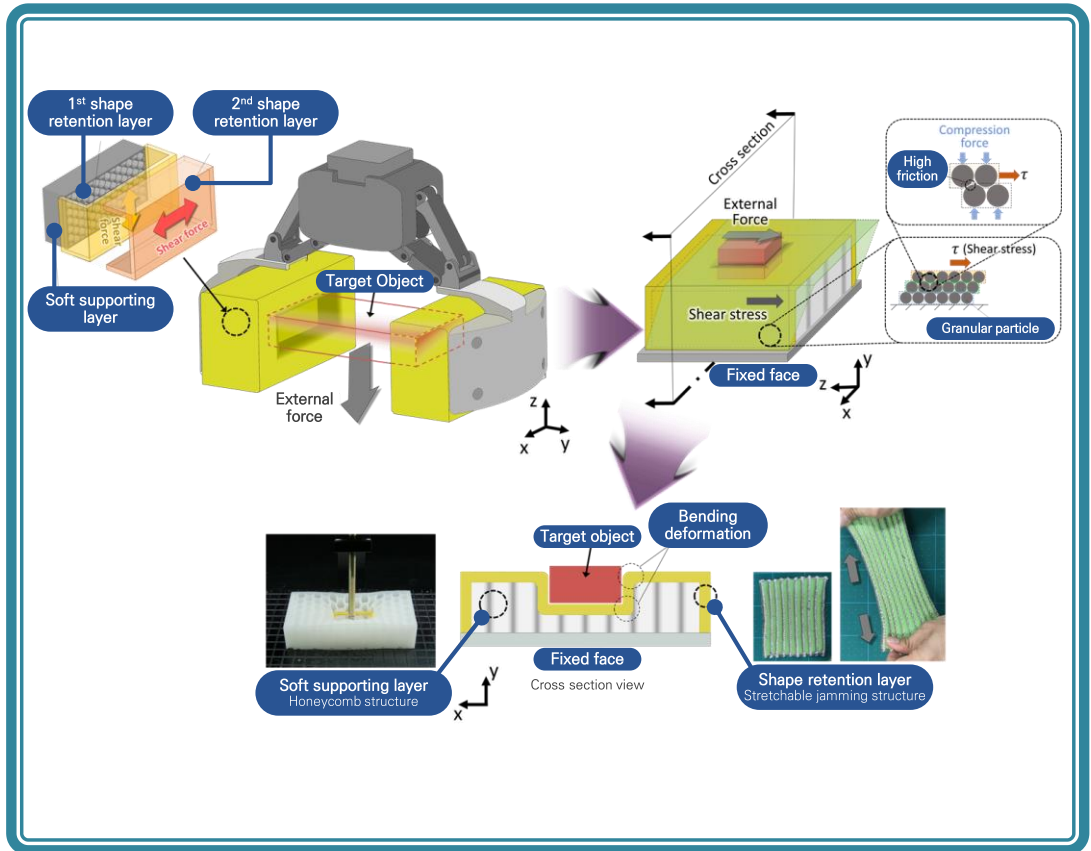 1st shape
retention layer
2nd shape
retention layer
Shear
force
Shear force
Soft supporting
layer
Target Object
External
force
z
x
y
Cross section
External
Force
Shear stress
Fixed face
y
z
x
Compression
force
High
friction
τ
τ (Shear stress)
Granular particle
Bending
deformation
Target object
Fixed face
Cross section view
Soft supporting layer
Honeycomb structure
y
x
Shape retention layer
Stretchable jamming structure